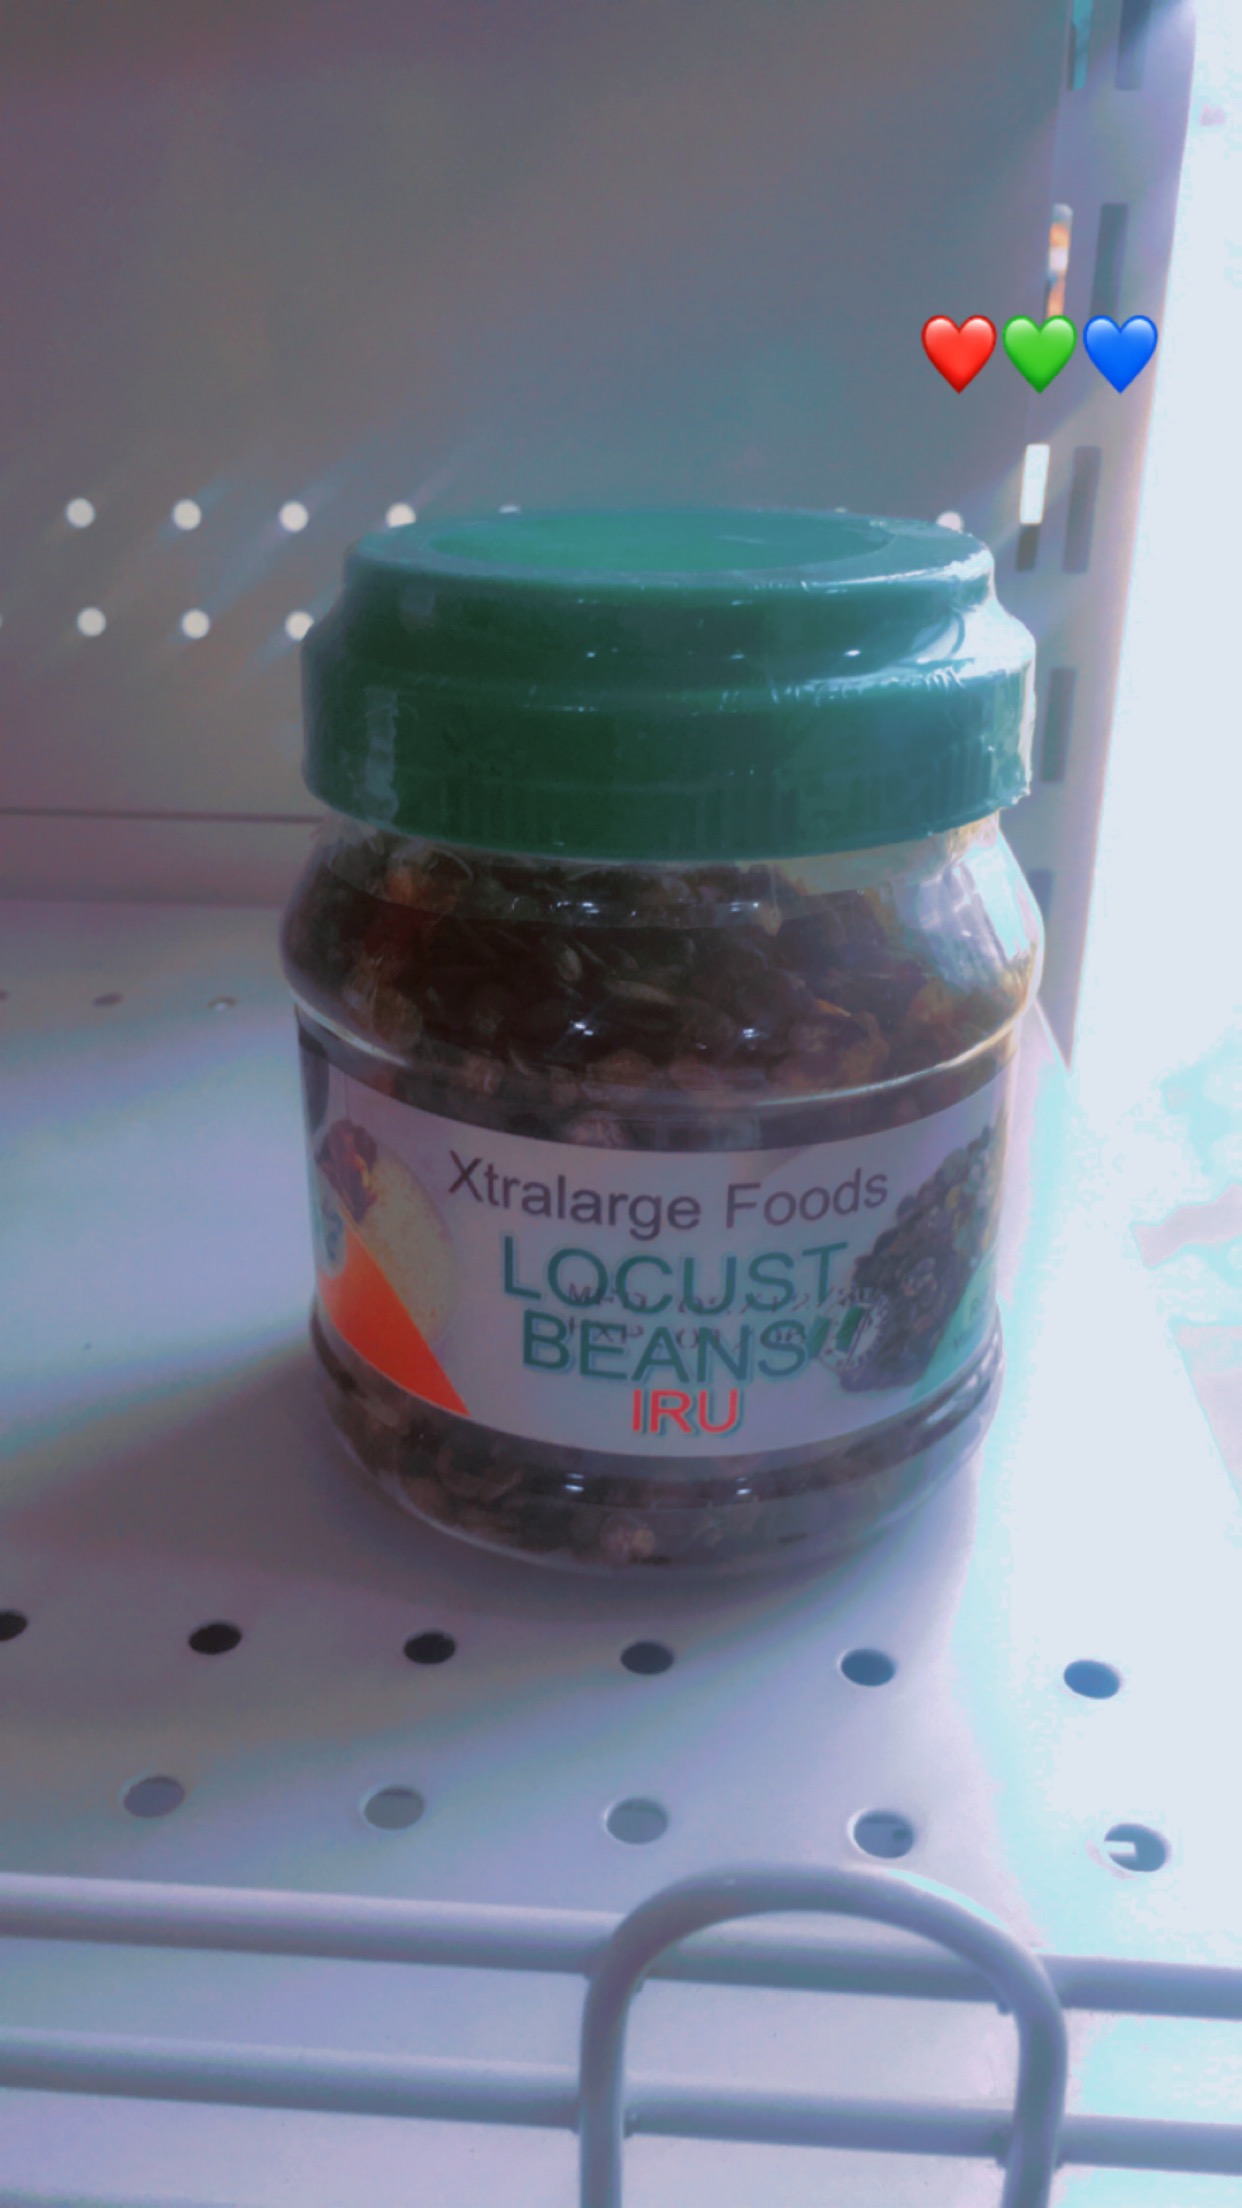 Xtralarge Foods
LOCUST
BEANS
IRU